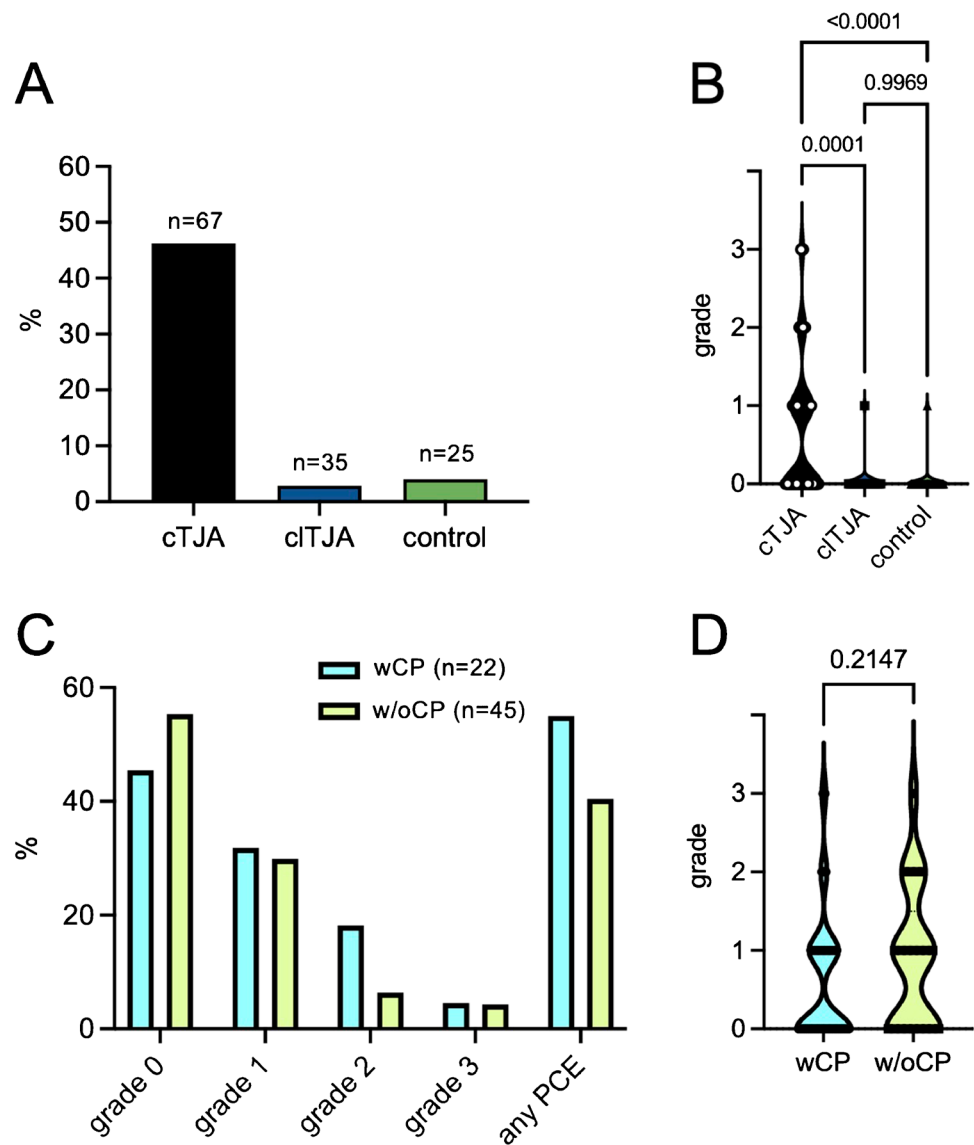 A
60
50
40
30
20
10
0
%
n=67
n=35
n=25
cTJA
clTJA
control
B
<0.0001
0.9969
0.0001
3
2
1
0
grade
cTJA
clTJA
control
C
wCP (n=22)
w/oCP (n=45)
60
40
20
0
%
grade 0
grade 1
grade 2
grade 3
any PCE
D
0.2147
3
2
1
0
grade
wCP
w/oCP